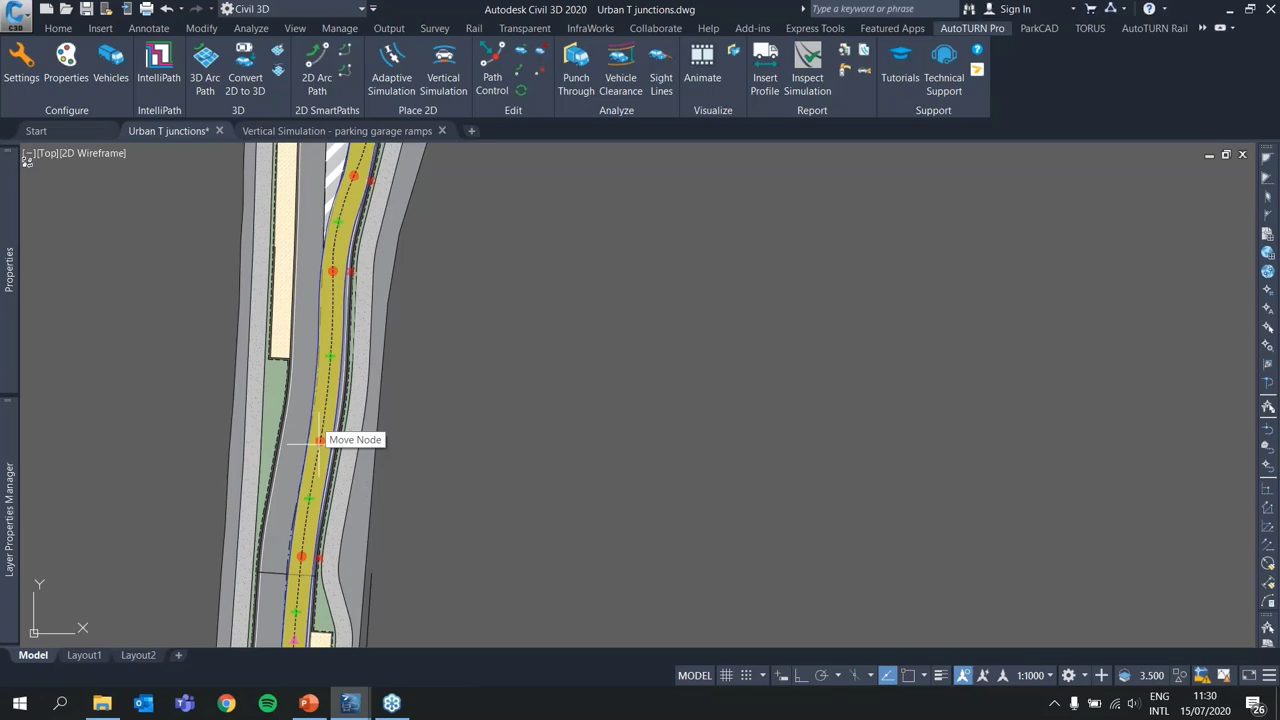 Civil 3D
Autodesk Civil 3D 2020 Urban T junctions.dwg
Type a keyword or phrase
Sign In
C3D
Home Insert Annotate Modify Analyze View Manage Output Survey Rail Transparent InfraWorks Collaborate Help Add-ins Express Tools Featured Apps AutoTURN Pro ParkCAD TORUS AutoTURN Rail
Settings Properties Vehicles IntelliPath 3D Arc Path Convert 2D to 3D 2D Arc Path Adaptive Simulation Vertical Simulation Path Control Punch Through Vehicle Clearance Sight Lines Animate Insert Profile Inspect Simulation Tutorials Technical Support
Configure IntelliPath 3D 2D SmartPaths Place 2D Edit Analyze Visualize Report Support
Start Urban T junctions* Vertical Simulation - parking garage ramps
[−][Top][2D Wireframe]
Properties
Move Node
Layer Properties Manager
Y
X
Model Layout1 Layout2
MODEL 1:1000 3.500
ENG 11:30
INTL 15/07/2020 26